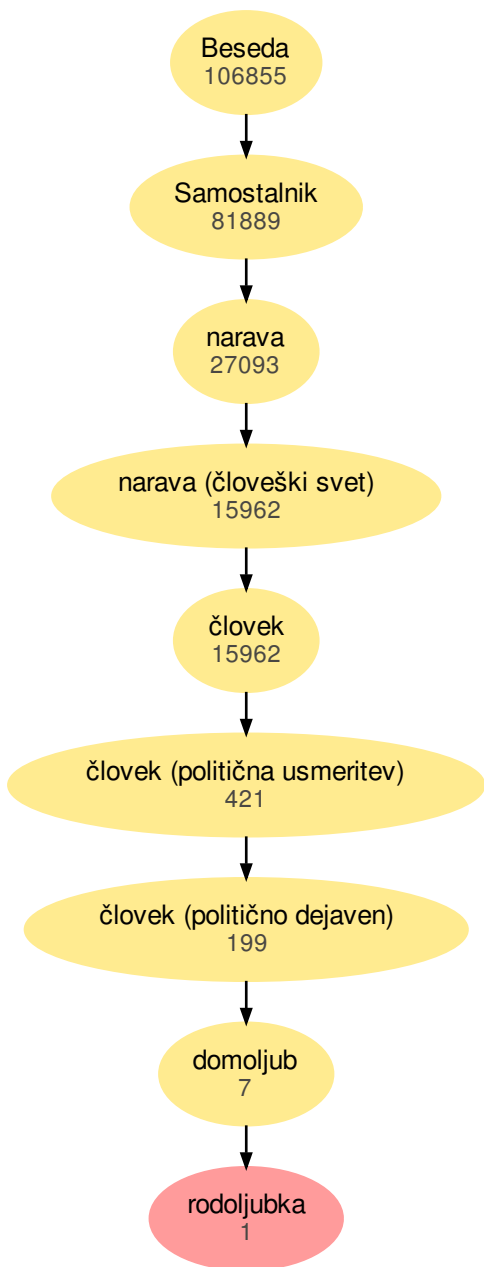 Beseda
106855
Samostalnik
81889
narava
27093
narava (človeški svet)
15962
človek
15962
človek (politična usmeritev)
421
človek (politično dejaven)
199
domoljub
7
rodoljubka
1